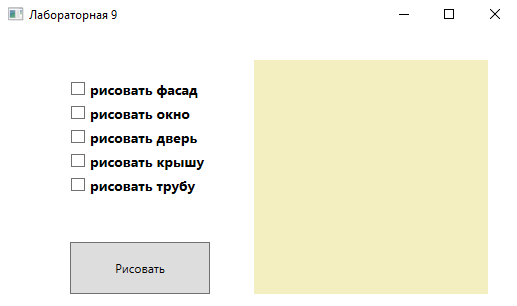 Лабораторная 9
рисовать фасад
рисовать окно
рисовать дверь
рисовать крышу
рисовать трубу
Рисовать